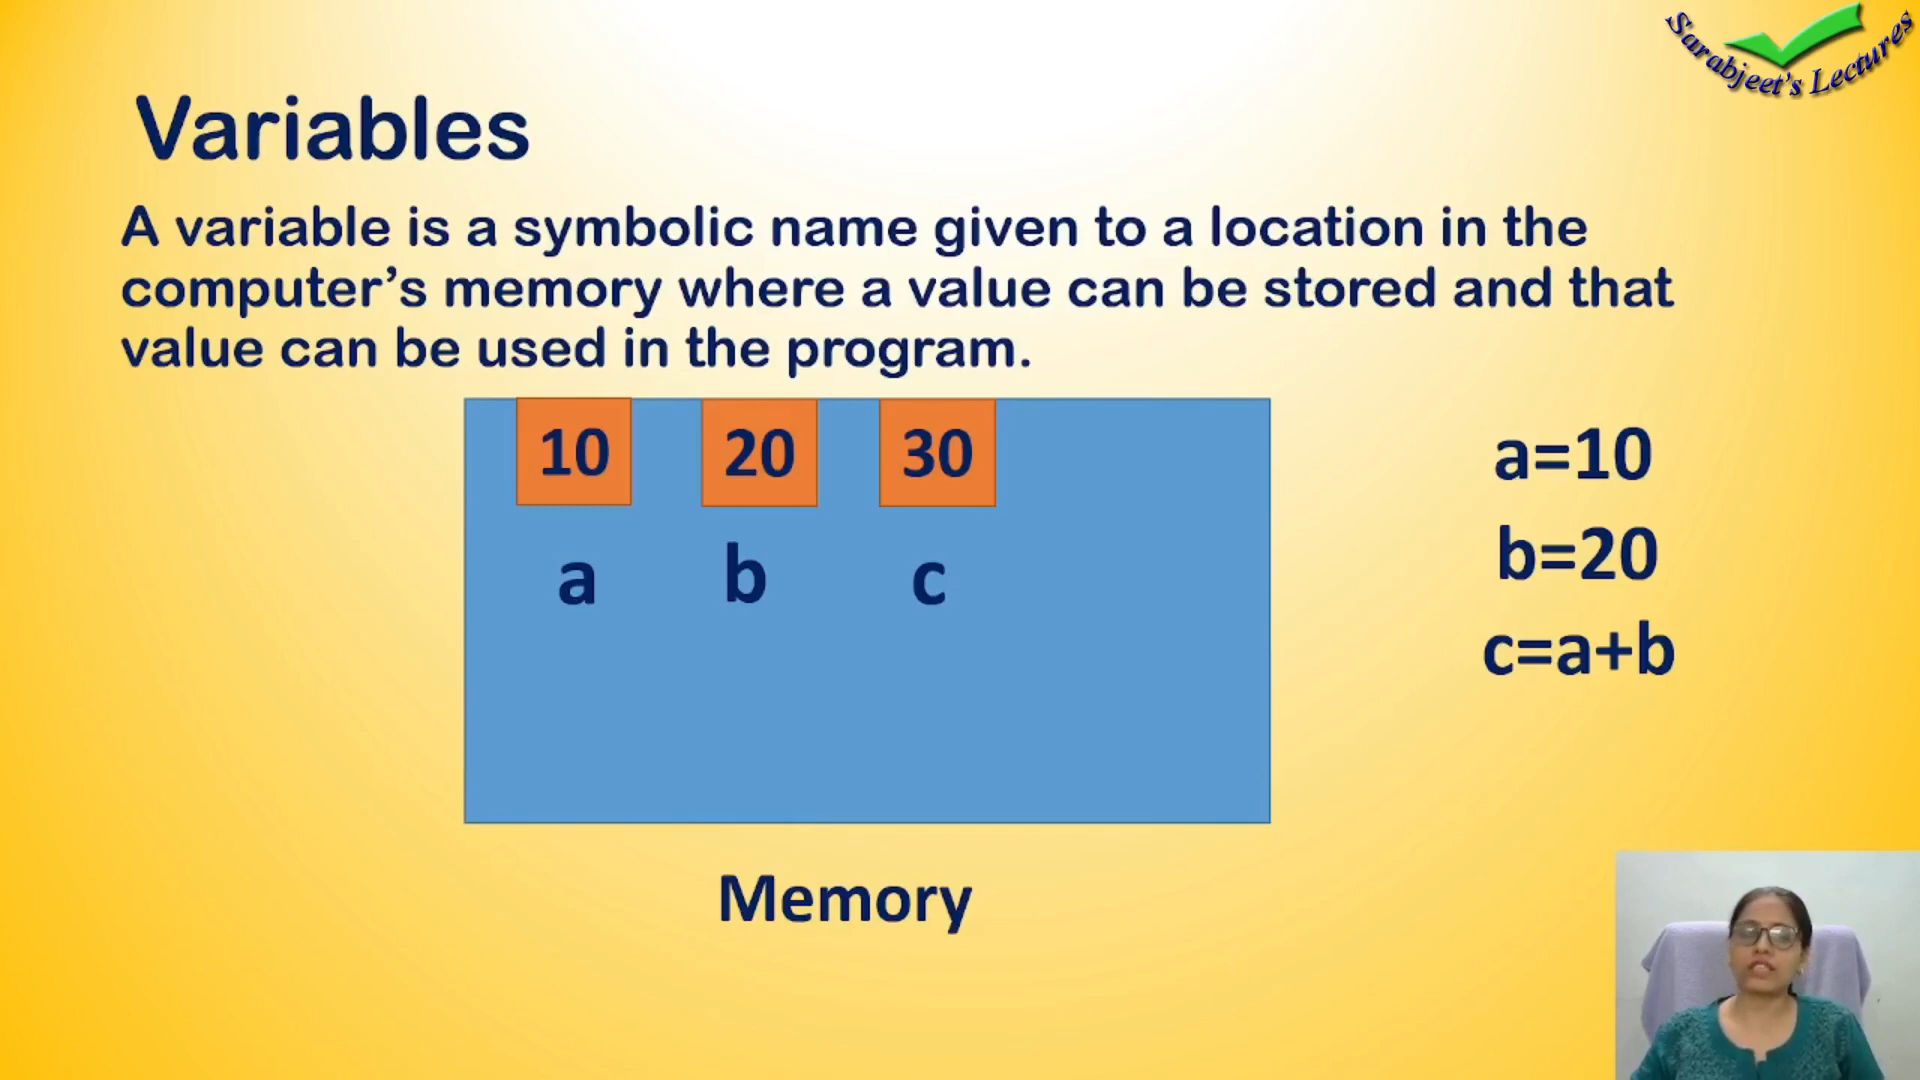 Sarabjeet's Lectures
Variables
A variable is a symbolic name given to a location in the
computer’s memory where a value can be stored and that
value can be used in the program.
10 20 30
a b c
a=10
b=20
c=a+b
Memory